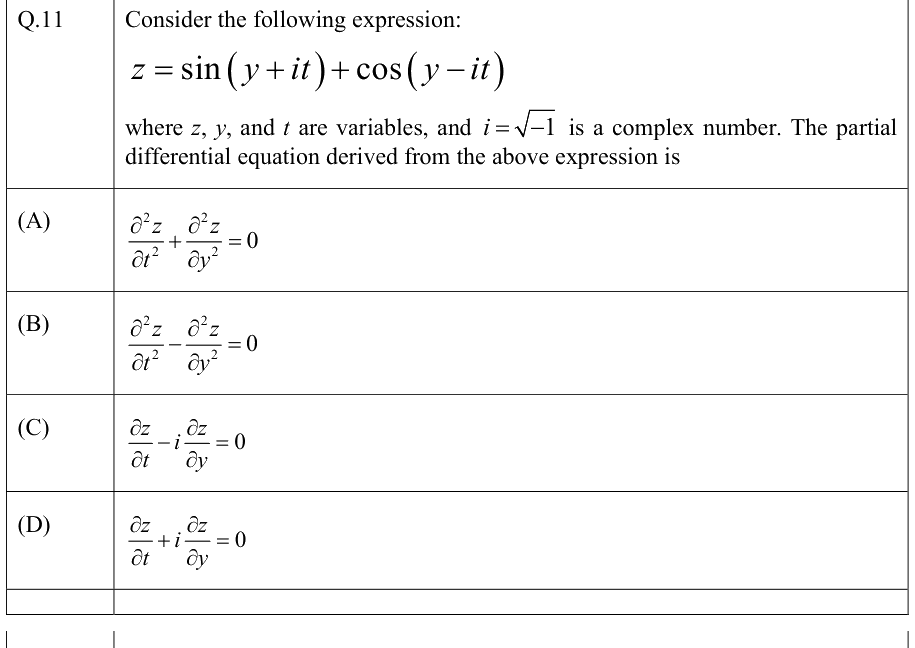 Q.11 Consider the following expression:
z = sin(y + it) + cos(y − it)
where z, y, and t are variables, and i = √−1 is a complex number. The partial
differential equation derived from the above expression is
(A) ∂²z/∂t² + ∂²z/∂y² = 0
(B) ∂²z/∂t² − ∂²z/∂y² = 0
(C) ∂z/∂t − i ∂z/∂y = 0
(D) ∂z/∂t + i ∂z/∂y = 0